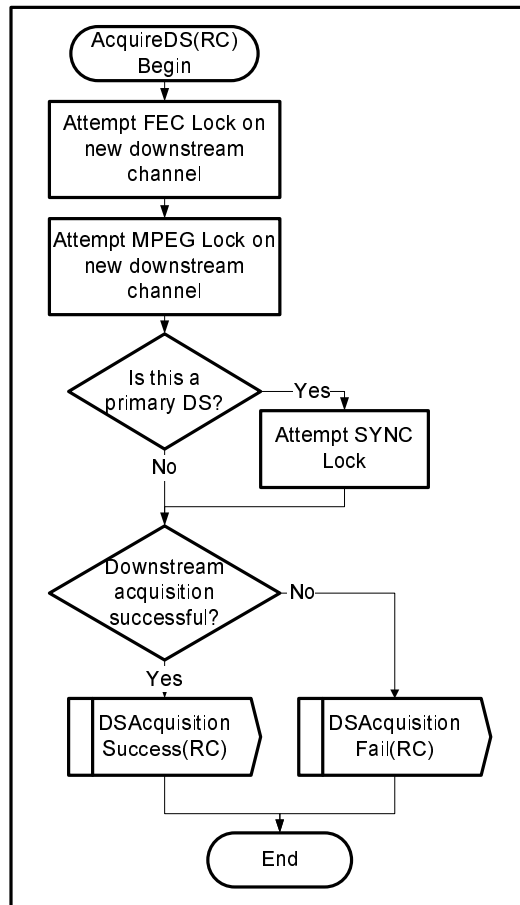 AcquireDS(RC)
Begin
Attempt FEC Lock on
new downstream
channel
Attempt MPEG Lock on
new downstream
channel
Is this a
primary DS?
Yes
Attempt SYNC
Lock
No
Downstream
acquisition
successful?
No
Yes
DSAcquisition
Success(RC)
DSAcquisition
Fail(RC)
End